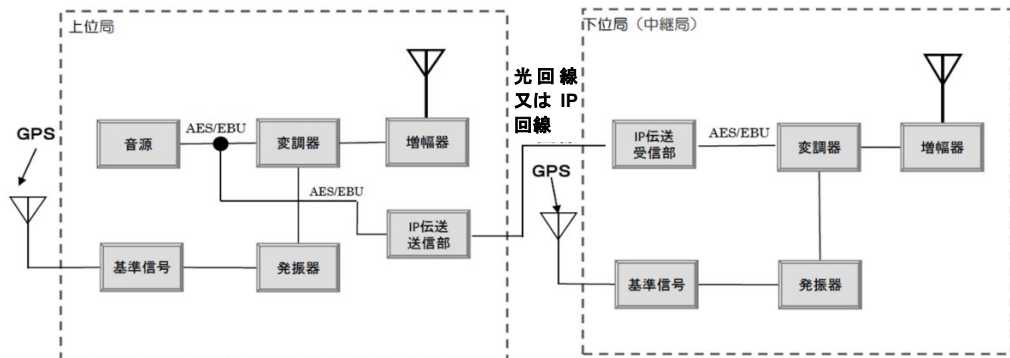 上位局
GPS
音源
AES/EBU
変調器
増幅器
AES/EBU
IP伝送
送信部
基準信号
発振器
光回線
又は IP
回線
下位局（中継局）
GPS
IP伝送
受信部
AES/EBU
変調器
増幅器
基準信号
発振器